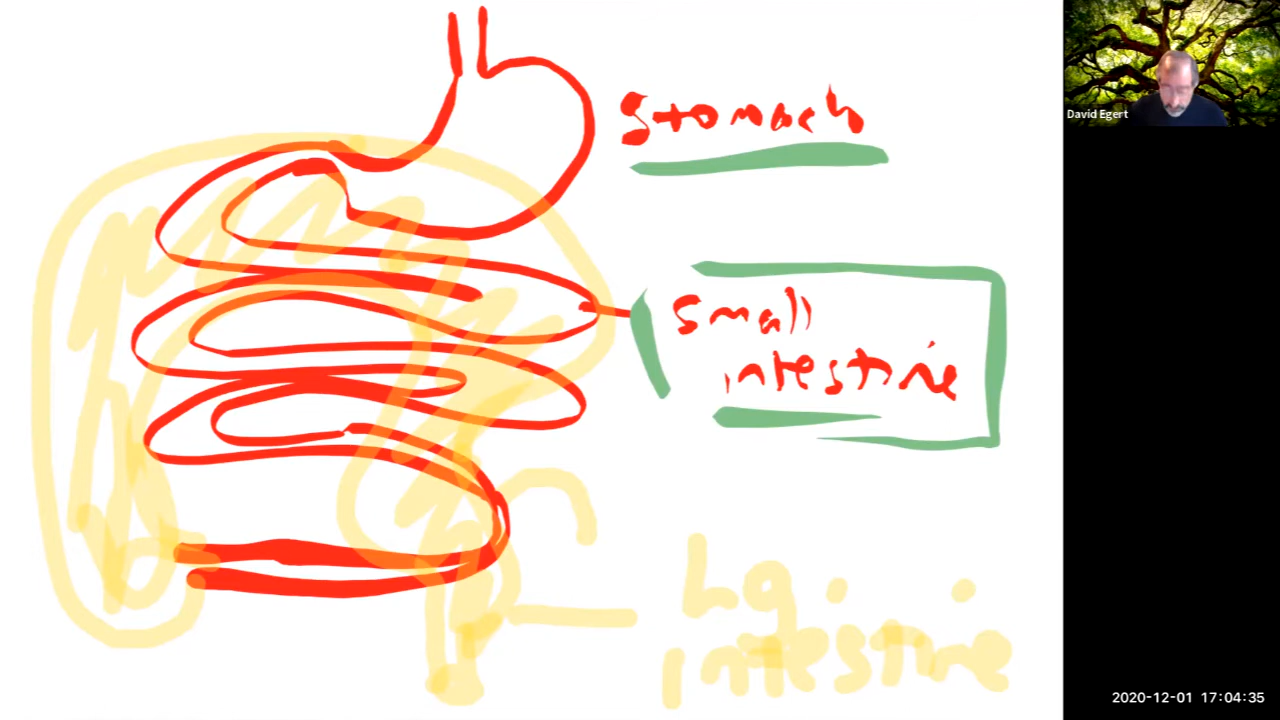 Stomach
Small
intestine
Lg.
intestine
David Egert
2020-12-01 17:04:35